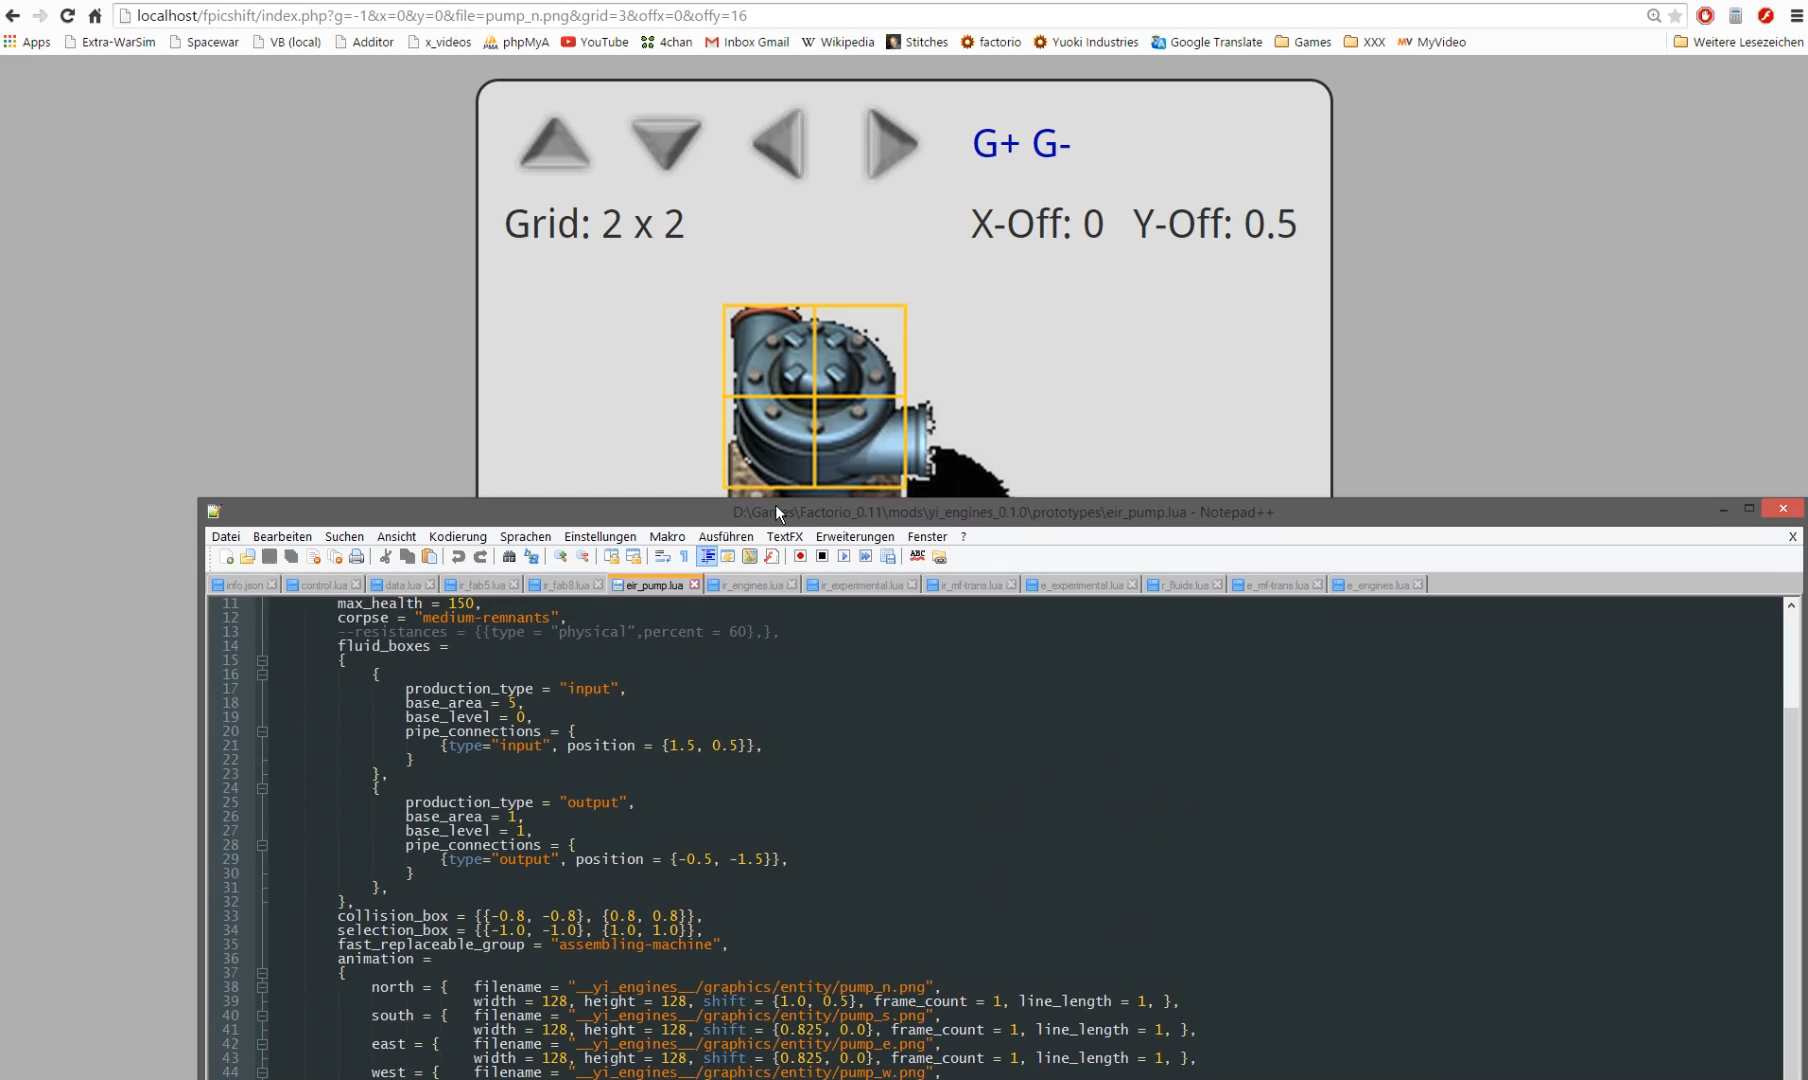 localhost/fpicshift/index.php?g=-1&x=0&y=0&file=pump_n.png&grid=3&offx=0&offy=16
Apps Extra-WarSim Spacewar VB (local) Additor x_videos phpMyA YouTube 4chan Inbox Gmail Wikipedia Stitches factorio Yuoki Industries Google Translate Games XXX MyVideo Weitere Lesezeichen
G+ G-
Grid: 2 x 2 X-Off: 0 Y-Off: 0.5
D:\Games\Factorio_0.11\mods\yi_engines_0.1.0\prototypes\eir_pump.lua - Notepad++
Datei Bearbeiten Suchen Ansicht Kodierung Sprachen Einstellungen Makro Ausführen TextFX Erweiterungen Fenster ? X
info.json control.lua data.lua ir_fab5.lua ir_fab8.lua eir_pump.lua ir_engines.lua ir_experimental.lua ir_mf-trans.lua e_experimental.lua r_fluids.lua e_mf-trans.lua e_engines.lua
11 max_health = 150,
12 corpse = "medium-remnants",
13 --resistances = {{type = "physical",percent = 60},},
14 fluid_boxes =
15 {
16 {
17 production_type = "input",
18 base_area = 5,
19 base_level = 0,
20 pipe_connections = {
21 {type="input", position = {1.5, 0.5}},
22 }
23 },
24 {
25 production_type = "output",
26 base_area = 1,
27 base_level = 1,
28 pipe_connections = {
29 {type="output", position = {-0.5, -1.5}},
30 }
31 },
32 },
33 collision_box = {{-0.8, -0.8}, {0.8, 0.8}},
34 selection_box = {{-1.0, -1.0}, {1.0, 1.0}},
35 fast_replaceable_group = "assembling-machine",
36 animation =
37 {
38 north = { filename = "__yi_engines__/graphics/entity/pump_n.png",
39 width = 128, height = 128, shift = {1.0, 0.5}, frame_count = 1, line_length = 1, },
40 south = { filename = "__yi_engines__/graphics/entity/pump_s.png",
41 width = 128, height = 128, shift = {0.825, 0.0}, frame_count = 1, line_length = 1, },
42 east = { filename = "__yi_engines__/graphics/entity/pump_e.png",
43 width = 128, height = 128, shift = {0.825, 0.0}, frame_count = 1, line_length = 1, },
44 west = { filename = "__yi_engines__/graphics/entity/pump_w.png",